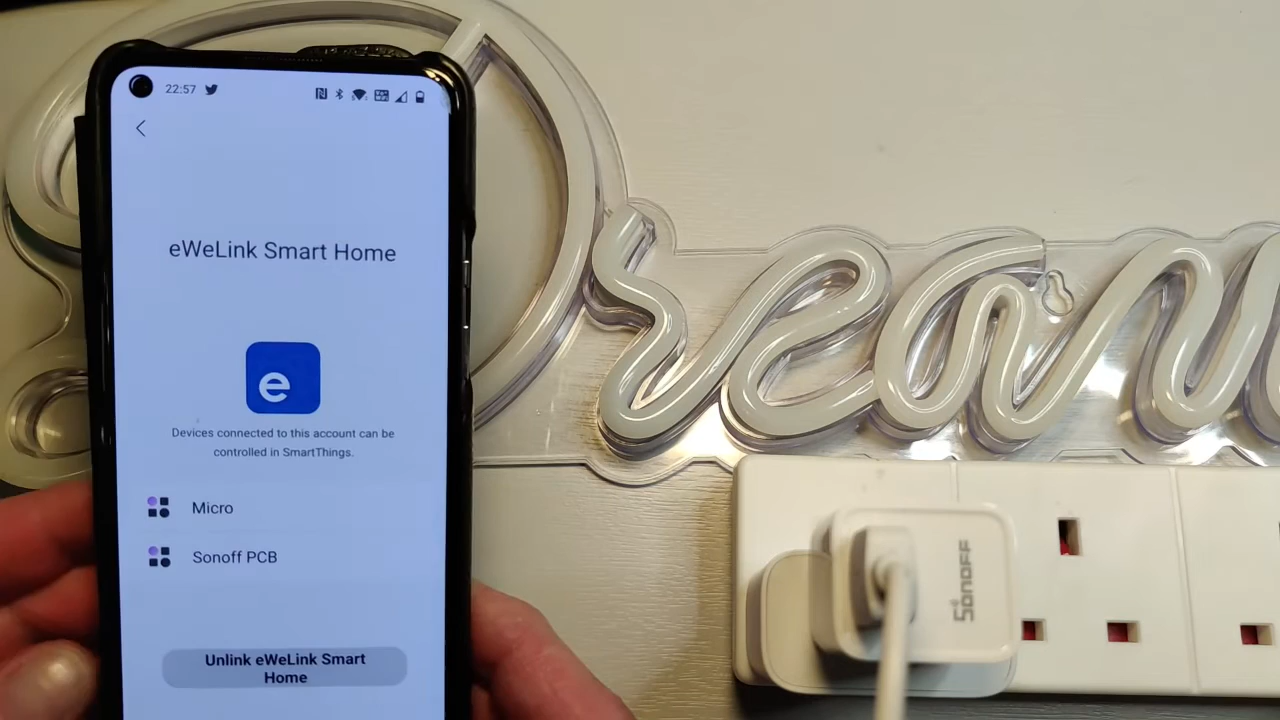 22:57
eWeLink Smart Home
e
Devices connected to this account can be
controlled in SmartThings.
Micro
Sonoff PCB
Unlink eWeLink Smart
Home
Dream
SONOFF